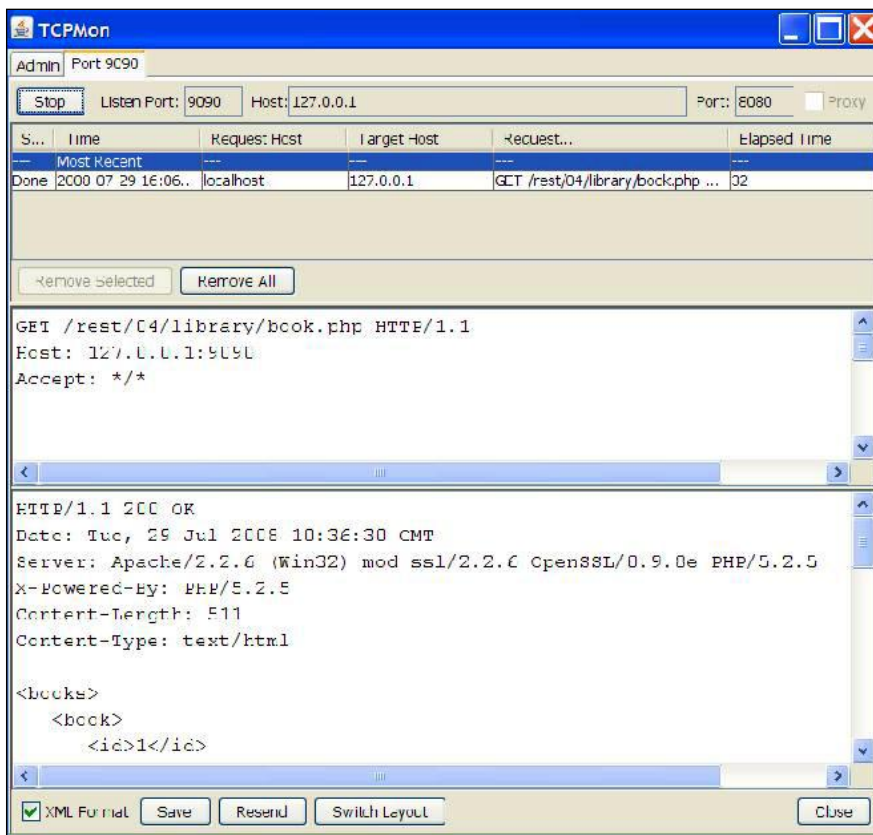 TCPMon
Admin Port 9090
Stop Listen Port: 9090 Host: 127.0.0.1 Port: 8080 Proxy
S... Time Request Host Target Host Request... Elapsed Time
--- Most Recent --- --- --- ---
Done 2008 07 29 16:06.. localhost 127.0.0.1 GET /rest/04/library/book.php ... 32
Remove Selected Remove All
GET /rest/04/library/book.php HTTP/1.1
Host: 127.0.0.1:9090
Accept: */*
HTTP/1.1 200 OK
Date: Tue, 29 Jul 2008 10:36:30 GMT
Server: Apache/2.2.6 (Win32) mod_ssl/2.2.6 OpenSSL/0.9.8e PHP/5.2.5
X-Powered-By: PHP/5.2.5
Content-Length: 511
Content-Type: text/html
<books>
<book>
<id>1</id>
XML Format Save Resend Switch Layout Close